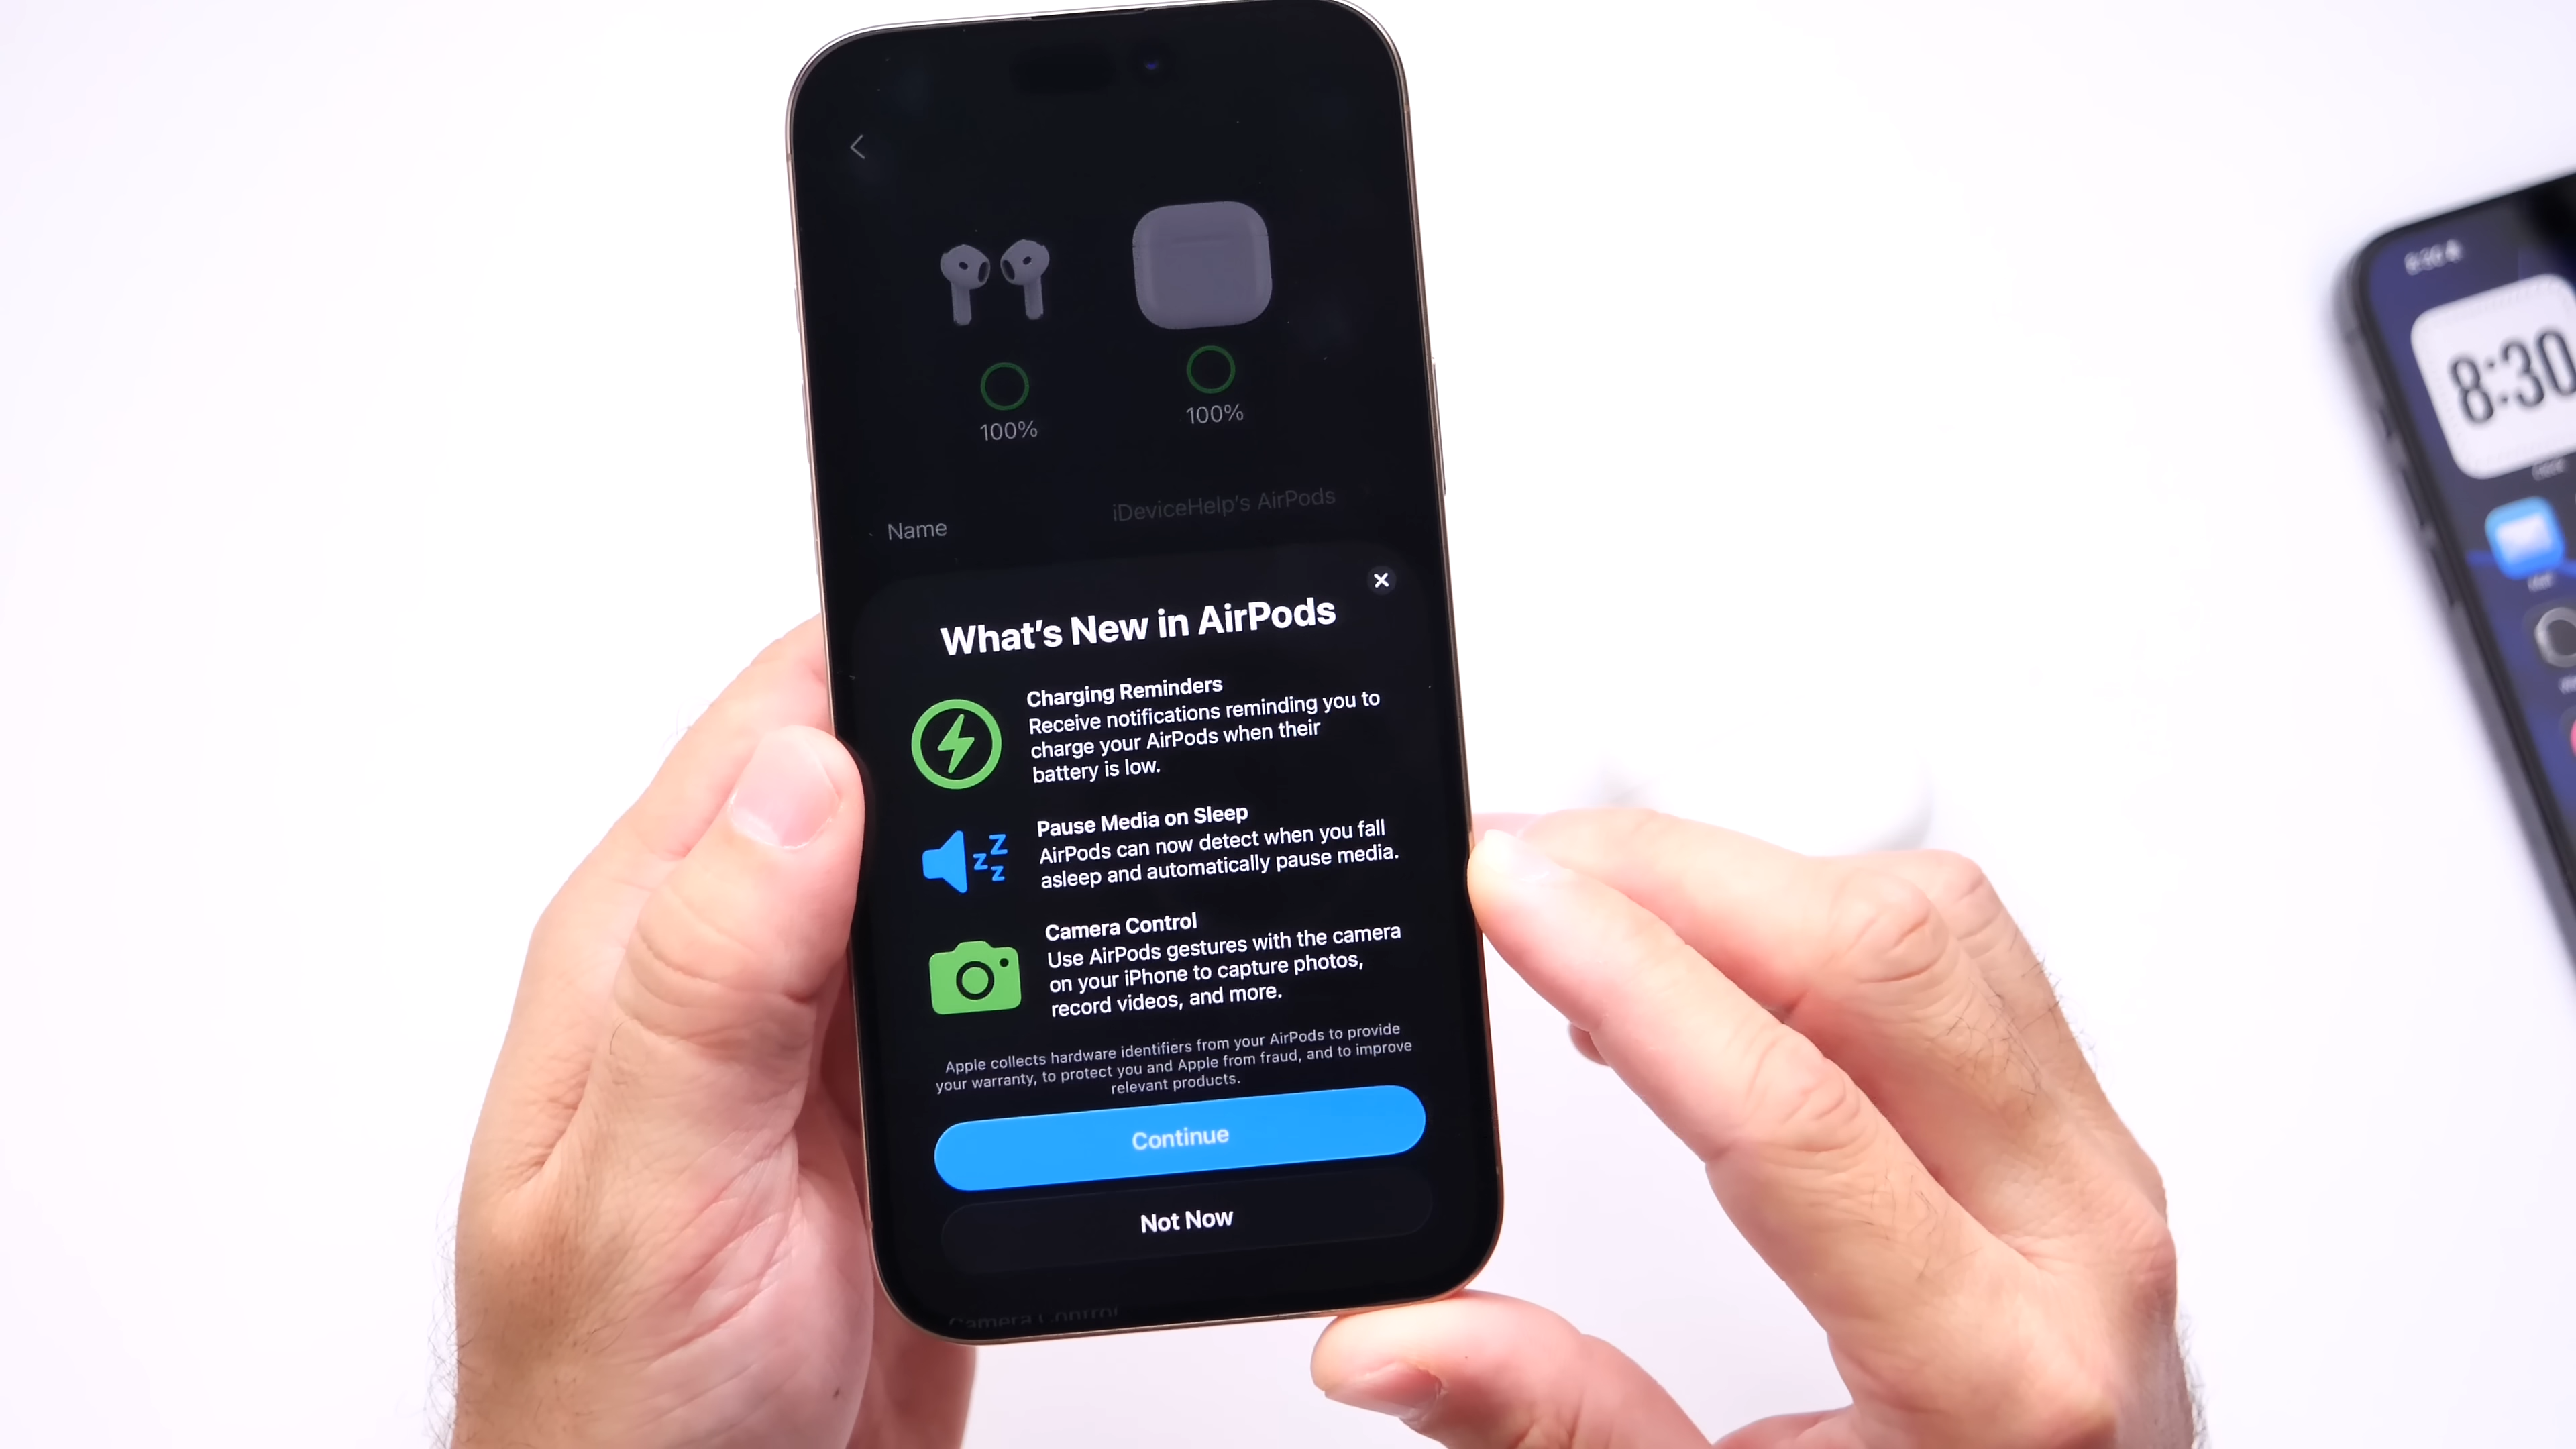 100%
100%
Name
iDeviceHelp's AirPods
What's New in AirPods
Charging Reminders
Receive notifications reminding you to
charge your AirPods when their
battery is low.
Pause Media on Sleep
AirPods can now detect when you fall
asleep and automatically pause media.
Camera Control
Use AirPods gestures with the camera
on your iPhone to capture photos,
record videos, and more.
Apple collects hardware identifiers from your AirPods to provide
your warranty, to protect you and Apple from fraud, and to improve
relevant products.
Continue
Not Now
Camera Control
8:30